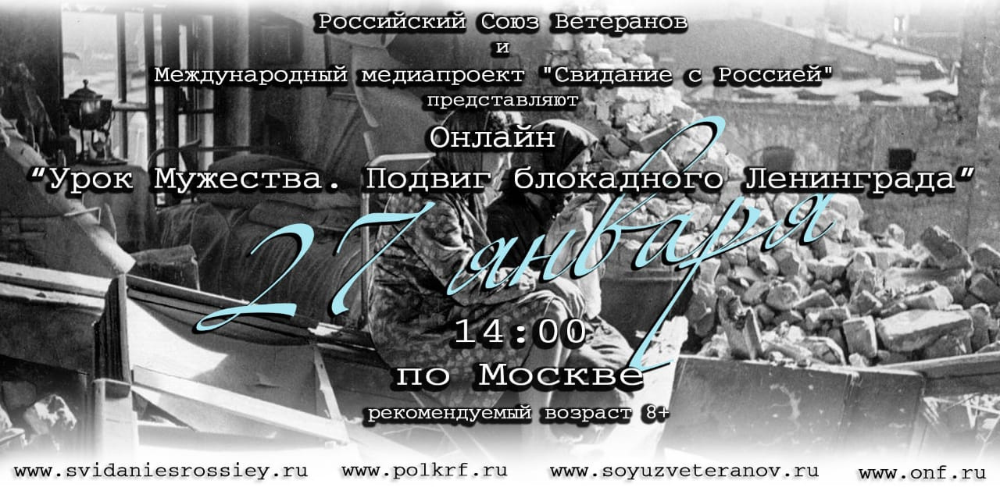 Российский Союз Ветеранов
и
Международный медиапроект "Свидание с Россией"
представляют
Онлайн
“Урок Мужества. Подвиг блокадного Ленинграда”
27 января
14:00
по Москве
рекомендуемый возраст 8+
www.svidaniesrossiey.ru www.polkrf.ru www.soyuzveteranov.ru www.onf.ru